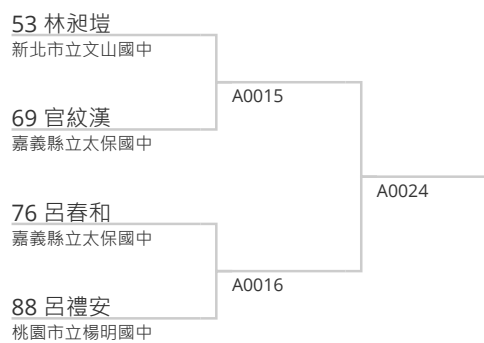 53 林昶塏
新北市立文山國中
A0015
69 官紋漢
嘉義縣立太保國中
A0024
76 呂春和
嘉義縣立太保國中
A0016
88 呂禮安
桃園市立楊明國中